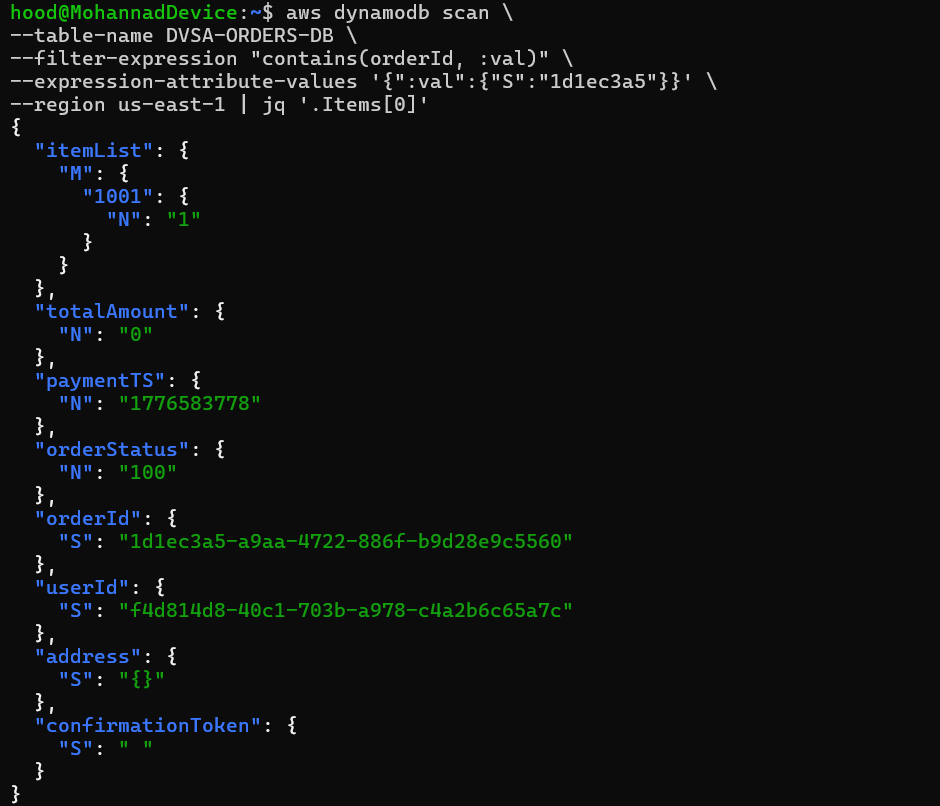 hood@MohannadDevice:~$ aws dynamodb scan \
--table-name DVSA-ORDERS-DB \
--filter-expression "contains(orderId, :val)" \
--expression-attribute-values '{":val":{"S":"1d1ec3a5"}}' \
--region us-east-1 | jq '.Items[0]'
{
  "itemList": {
    "M": {
      "1001": {
        "N": "1"
      }
    }
  },
  "totalAmount": {
    "N": "0"
  },
  "paymentTS": {
    "N": "1776583778"
  },
  "orderStatus": {
    "N": "100"
  },
  "orderId": {
    "S": "1d1ec3a5-a9aa-4722-886f-b9d28e9c5560"
  },
  "userId": {
    "S": "f4d814d8-40c1-703b-a978-c4a2b6c65a7c"
  },
  "address": {
    "S": "{}"
  },
  "confirmationToken": {
    "S": " "
  }
}